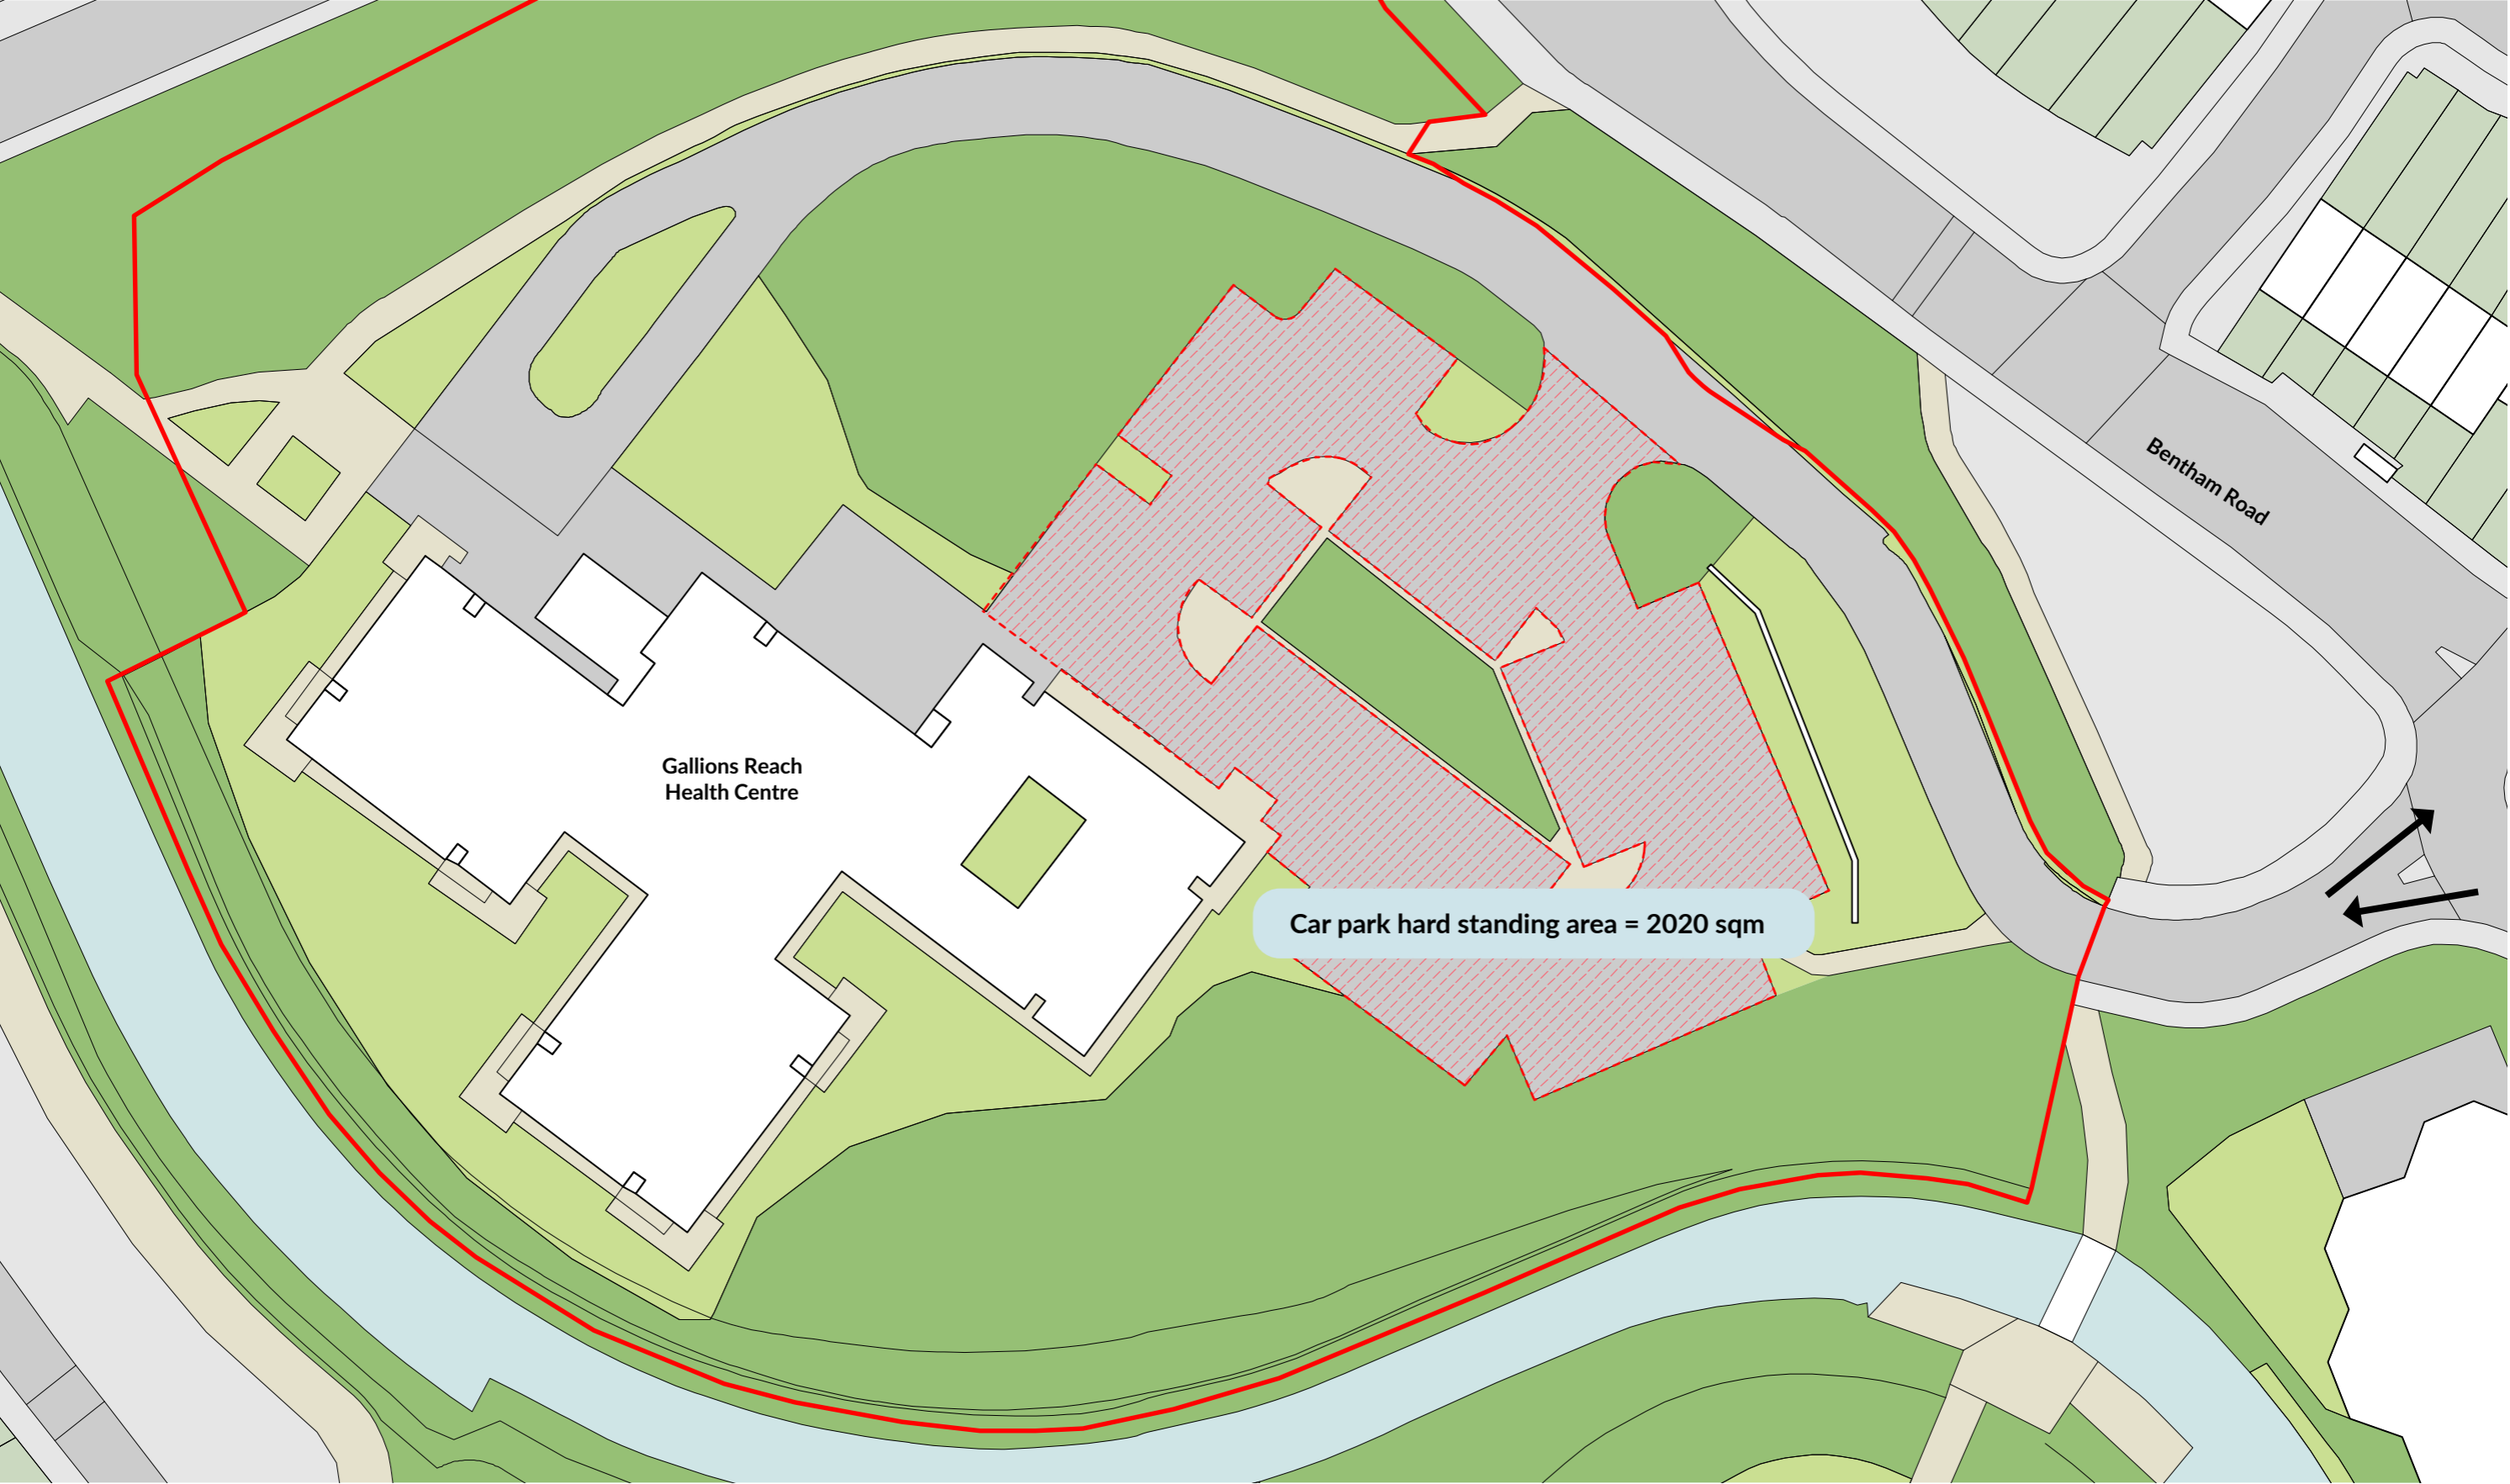 Bentham Road
Gallions Reach
Health Centre
Car park hard standing area = 2020 sqm